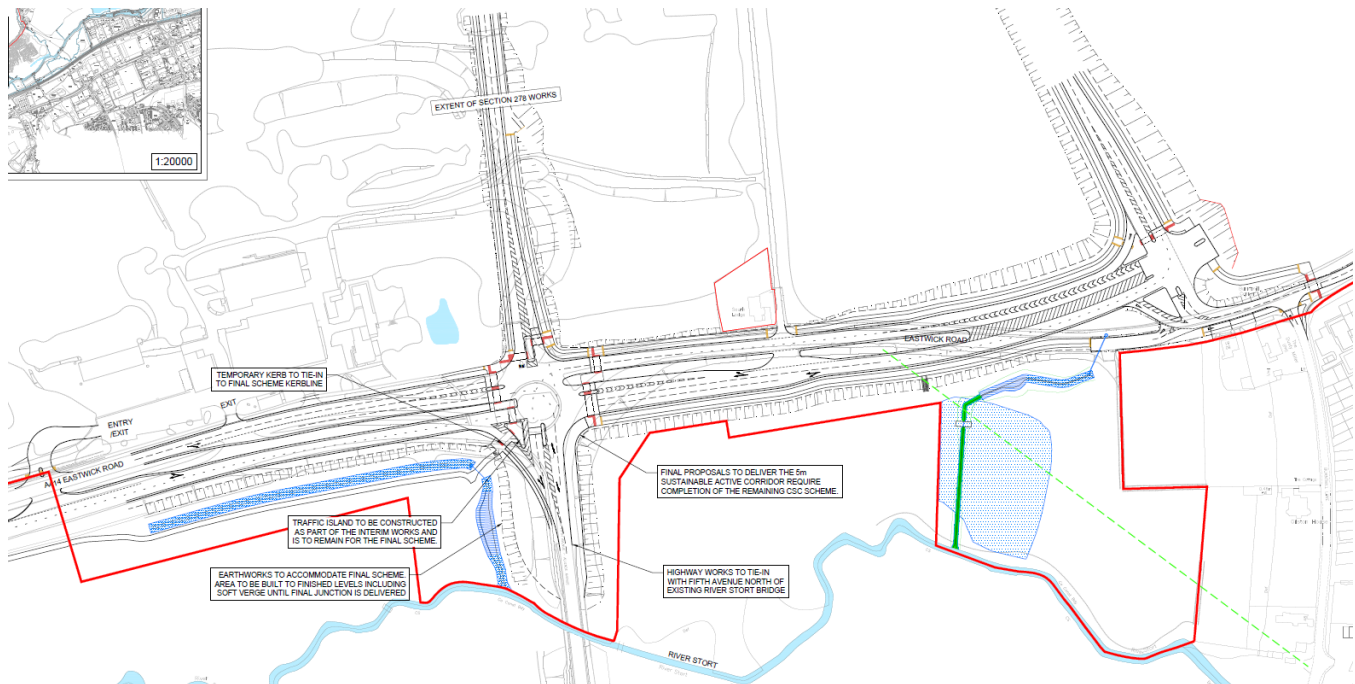 1:20000
EXTENT OF SECTION 278 WORKS
TEMPORARY KERB TO TIE-IN
TO FINAL SCHEME KERBLINE
EXIT
ENTRY
/EXIT
A414 EASTWICK ROAD
EASTWICK ROAD
FINAL PROPOSALS TO DELIVER THE 5m
SUSTAINABLE ACTIVE CORRIDOR REQUIRE
COMPLETION OF THE REMAINING CSC SCHEME.
TRAFFIC ISLAND TO BE CONSTRUCTED
AS PART OF THE INTERIM WORKS AND
IS TO REMAIN FOR THE FINAL SCHEME.
EARTHWORKS TO ACCOMMODATE FINAL SCHEME.
AREA TO BE BUILT TO FINISHED LEVELS INCLUDING
SOFT VERGE UNTIL FINAL JUNCTION IS DELIVERED
HIGHWAY WORKS TO TIE-IN
WITH FIFTH AVENUE NORTH OF
EXISTING RIVER STORT BRIDGE
RIVER STORT
River Stort